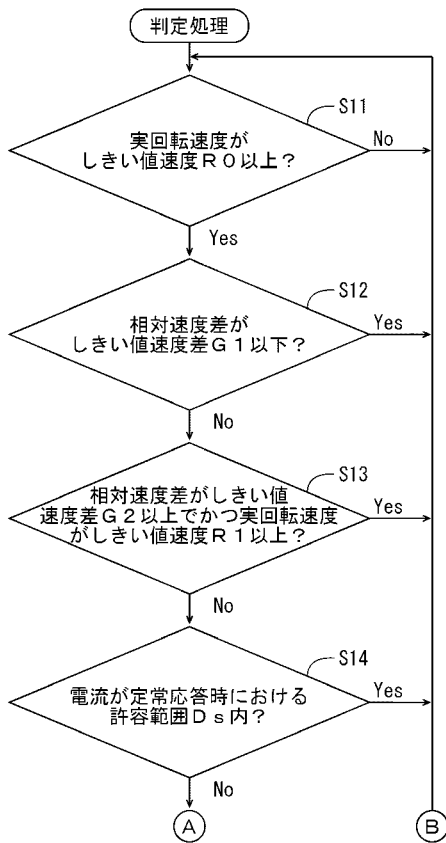 判定処理
S11
実回転速度が
しきい値速度R0以上?
No
Yes
S12
相対速度差が
しきい値速度差G1以下?
Yes
No
S13
相対速度差がしきい値
速度差G2以上でかつ実回転速度
がしきい値速度R1以上?
Yes
No
S14
電流が定常応答時における
許容範囲Ds内?
Yes
No
A
B